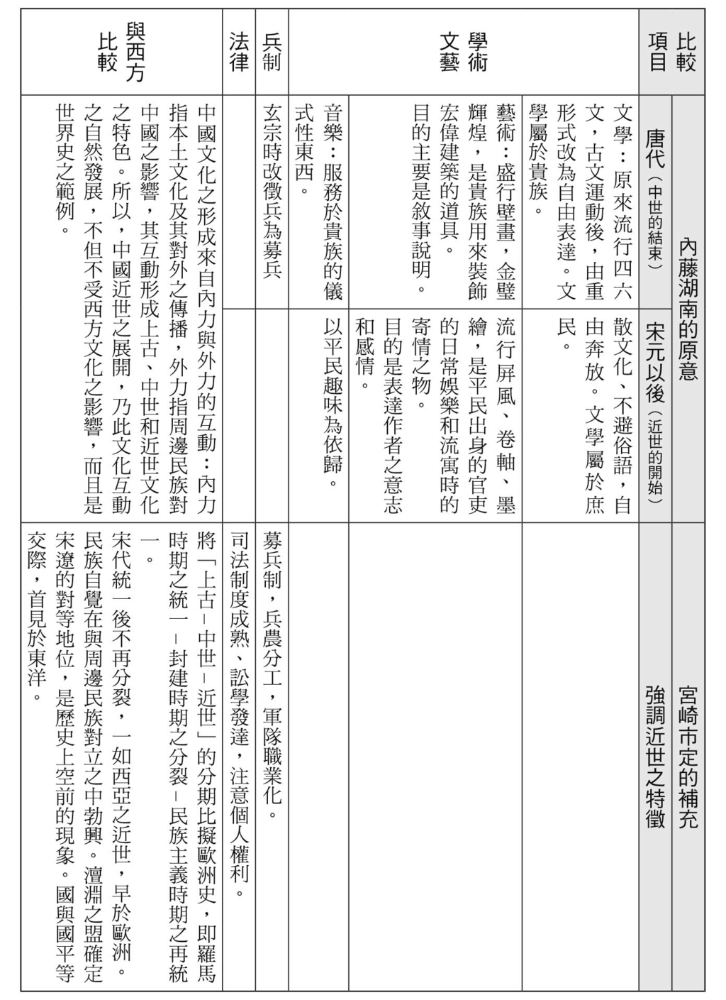 比較
項目
內藤湖南的原意
唐代（中世的結束）
宋元以後（近世的開始）
宮崎市定的補充
強調近世之特徵
學術
文藝
文學：原來流行四六
文，古文運動後，由重
形式改為自由表達。文
學屬於貴族。
散文化、不避俗語，自
由奔放。文學屬於庶
民。
藝術：盛行壁畫，金璧
輝煌，是貴族用來裝飾
宏偉建築的道具。
目的主要是敘事說明。
流行屏風、卷軸、墨
繪，是平民出身的官吏
的日常娛樂和流寓時的
寄情之物。
目的是表達作者之意志
和感情。
音樂：服務於貴族的儀
式性東西。
以平民趣味為依歸。
兵制
玄宗時改徵兵為募兵
募兵制，兵農分工，軍隊職業化。
法律
司法制度成熟、訟學發達，注意個人權利。
與西方
比較
中國文化之形成來自內力與外力的互動：內力
指本土文化及其對外之傳播，外力指周邊民族對
中國之影響，其互動形成上古、中世和近世文化
之特色。所以，中國近世之展開，乃此文化互動
之自然發展，不但不受西方文化之影響，而且是
世界史之範例。
將「上古－中世－近世」的分期比擬歐洲史，即羅馬
時期之統一－封建時期之分裂－民族主義時期之再統
一。
宋代統一後不再分裂，一如西亞之近世，早於歐洲。
民族自覺在與周邊民族對立之中勃興。澶淵之盟確定
宋遼的對等地位，是歷史上空前的現象。國與國平等
交際，首見於東洋。